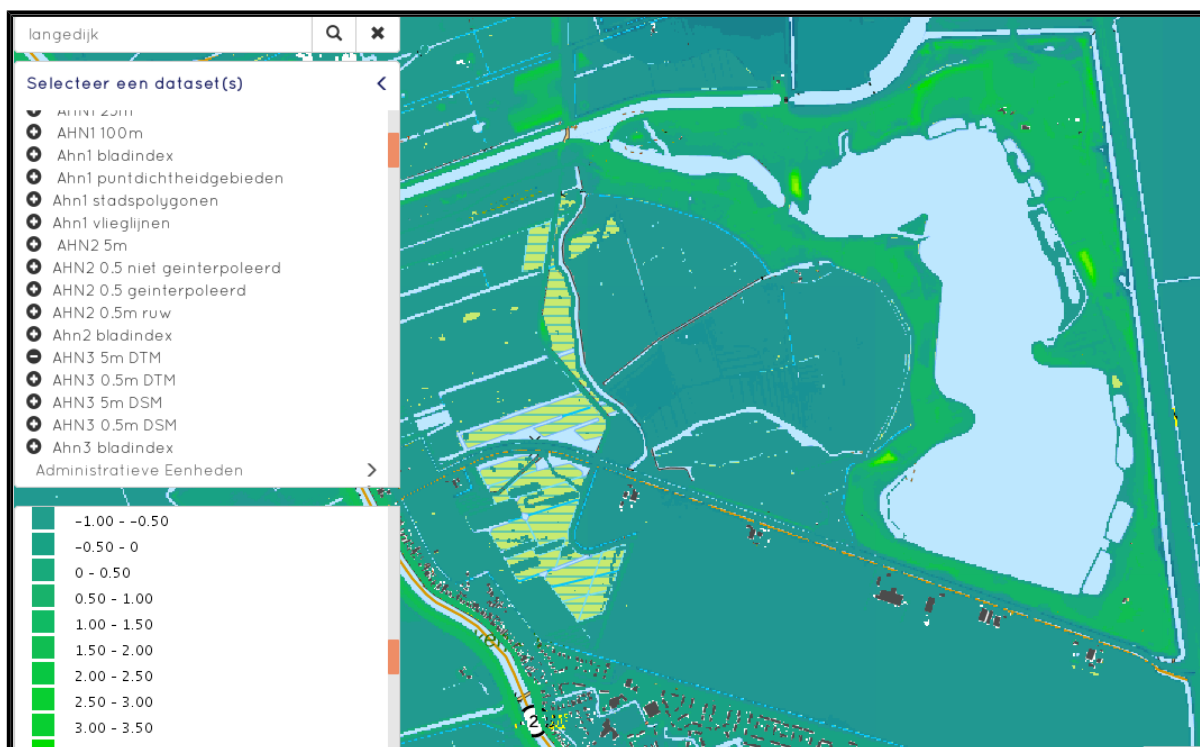 langedijk
Selecteer een dataset(s)
AHN1 25m
AHN1 100m
Ahn1 bladindex
Ahn1 puntdichtheidgebieden
Ahn1 stadspolygonen
Ahn1 vlieglijnen
AHN2 5m
AHN2 0.5 niet geinterpoleerd
AHN2 0.5 geinterpoleerd
AHN2 0.5m ruw
Ahn2 bladindex
AHN3 5m DTM
AHN3 0.5m DTM
AHN3 5m DSM
AHN3 0.5m DSM
Ahn3 bladindex
Administratieve Eenheden
-1.00 - -0.50
-0.50 - 0
0 - 0.50
0.50 - 1.00
1.00 - 1.50
1.50 - 2.00
2.00 - 2.50
2.50 - 3.00
3.00 - 3.50
2